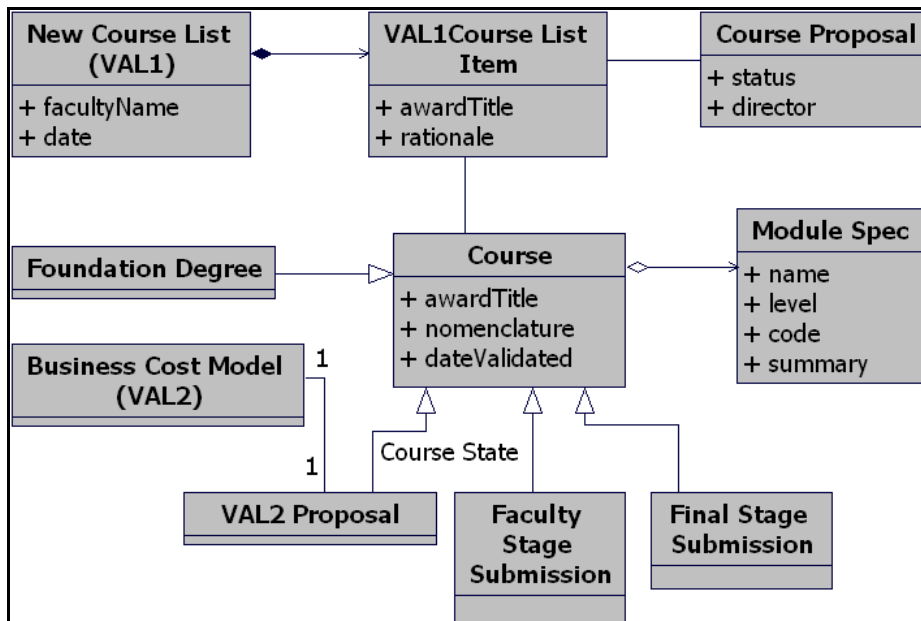 New Course List
(VAL1)
+ facultyName
+ date
VAL1Course List
Item
+ awardTitle
+ rationale
Course Proposal
+ status
+ director
Foundation Degree
Course
+ awardTitle
+ nomenclature
+ dateValidated
Module Spec
+ name
+ level
+ code
+ summary
Business Cost Model
(VAL2)
1
1
Course State
VAL2 Proposal
Faculty
Stage
Submission
Final Stage
Submission